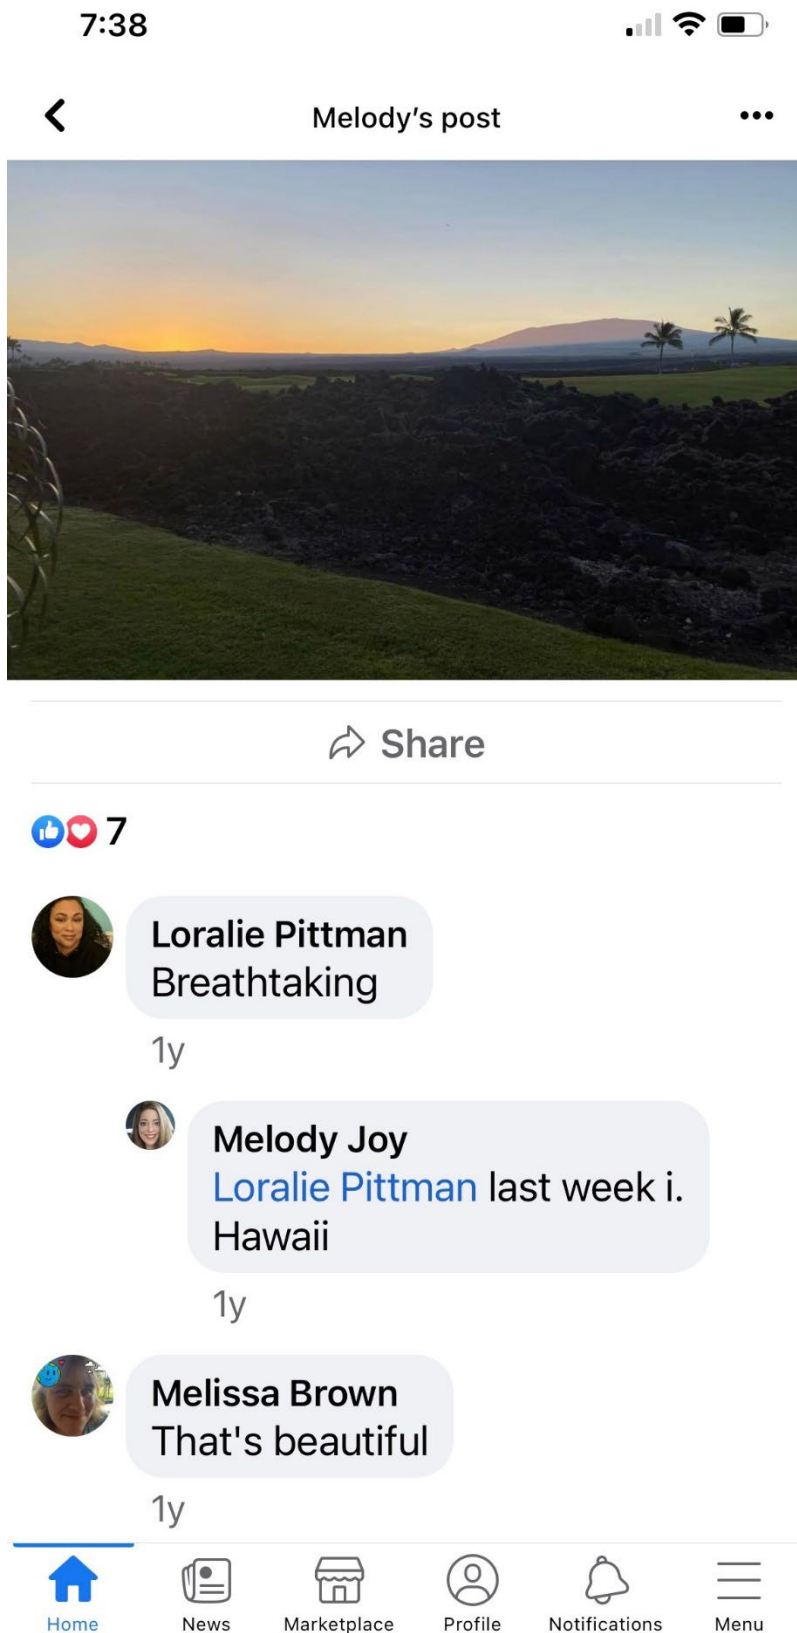 7:38
Melody's post
Share
7
Loralie Pittman
Breathtaking
1y
Melody Joy
Loralie Pittman last week i.
Hawaii
1y
Melissa Brown
That's beautiful
1y
Home News Marketplace Profile Notifications Menu